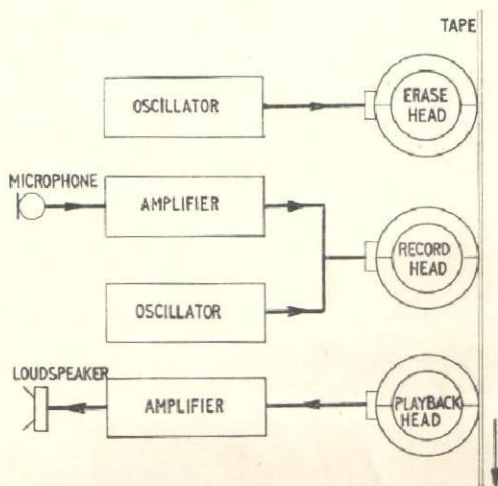 TAPE
OSCILLATOR
ERASE
HEAD
MICROPHONE
AMPLIFIER
RECORD
HEAD
OSCILLATOR
LOUDSPEAKER
AMPLIFIER
PLAYBACK
HEAD